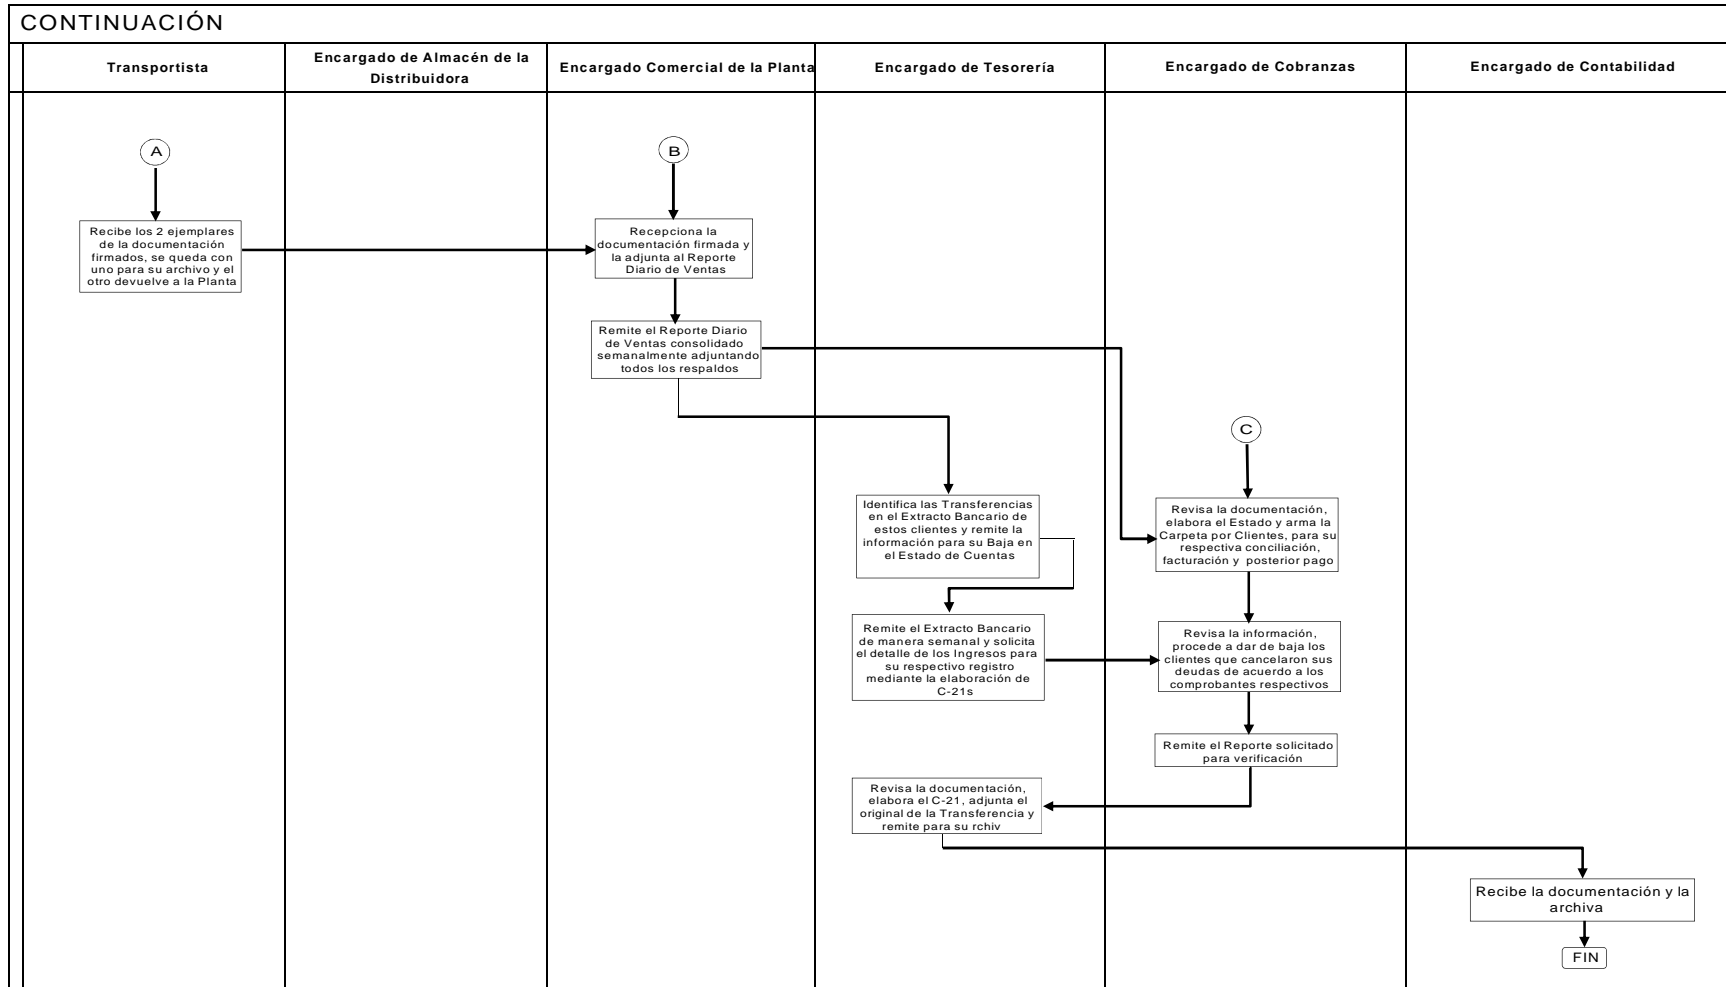 CONTINUACIÓN
Transportista
Encargado de Almacén de la
Distribuidora
Encargado Comercial de la Planta
Encargado de Tesorería
Encargado de Cobranzas
Encargado de Contabilidad
A
B
Recibe los 2 ejemplares
de la documentación
firmados, se queda con
uno para su archivo y el
otro devuelve a la Planta
Recepciona la
documentación firmada y
la adjunta al Reporte
Diario de Ventas
Remite el Reporte Diario
de Ventas consolidado
semanalmente adjuntando
todos los respaldos
C
Identifica las Transferencias
en el Extracto Bancario de
estos clientes y remite la
información para su Baja en
el Estado de Cuentas
Revisa la documentación,
elabora el Estado y arma la
Carpeta por Clientes, para su
respectiva conciliación,
facturación y posterior pago
Remite el Extracto Bancario
de manera semanal y solicita
el detalle de los Ingresos para
su respectivo registro
mediante la elaboración de
C-21s
Revisa la información,
procede a dar de baja los
clientes que cancelaron sus
deudas de acuerdo a los
comprobantes respectivos
Remite el Reporte solicitado
para verificación
Revisa la documentación,
elabora el C-21, adjunta el
original de la Transferencia y
remite para su rchiv
Recibe la documentación y la
archiva
FIN